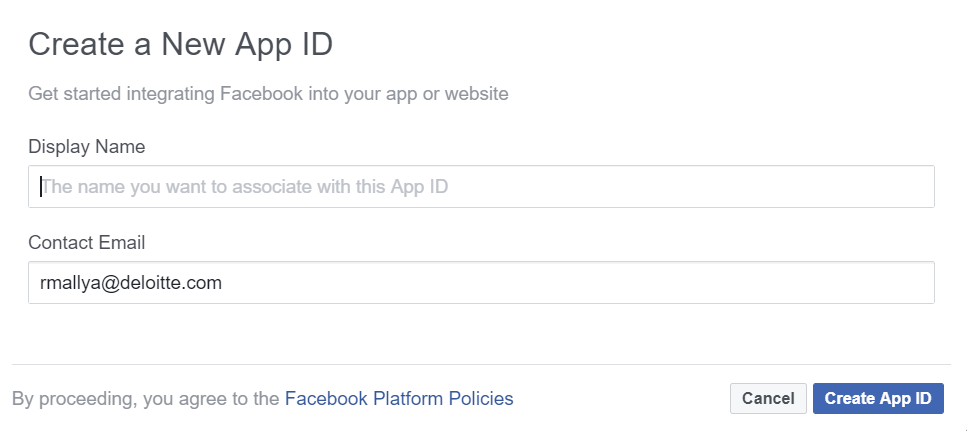 Create a New App ID
Get started integrating Facebook into your app or website
Display Name
The name you want to associate with this App ID
Contact Email
rmallya@deloitte.com
By proceeding, you agree to the Facebook Platform Policies
Cancel
Create App ID